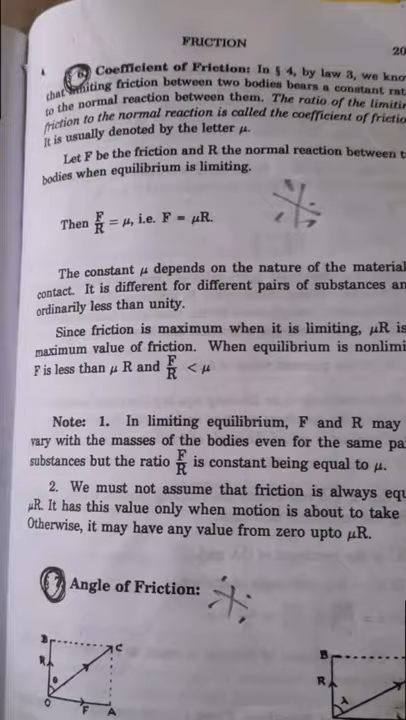 FRICTION
20
6 Coefficient of Friction: In § 4, by law 3, we kno
that limiting friction between two bodies bears a constant rat
to the normal reaction between them. The ratio of the limitin
friction to the normal reaction is called the coefficient of frictio
It is usually denoted by the letter μ.
Let F be the friction and R the normal reaction between t
bodies when equilibrium is limiting.
Then F/R = μ, i.e. F = μR.
The constant μ depends on the nature of the material
contact. It is different for different pairs of substances an
ordinarily less than unity.
Since friction is maximum when it is limiting, μR is
maximum value of friction. When equilibrium is nonlimi
F is less than μ R and F/R < μ
Note: 1. In limiting equilibrium, F and R may
vary with the masses of the bodies even for the same pa
substances but the ratio F/R is constant being equal to μ.
2. We must not assume that friction is always equ
μR. It has this value only when motion is about to take
Otherwise, it may have any value from zero upto μR.
7 Angle of Friction:
B C
R θ
O F A
B
R λ